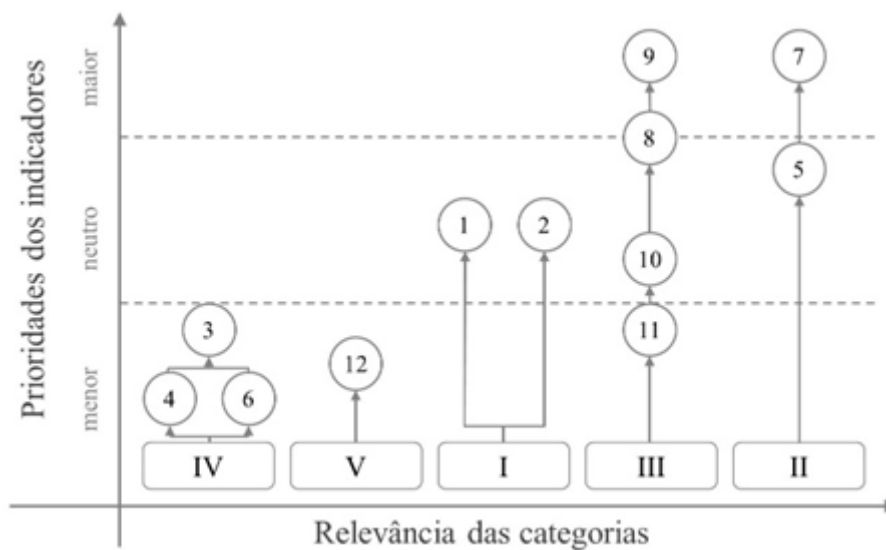 Prioridades dos indicadores
maior
neutro
menor
9
7
8
5
1
2
10
3
11
12
4
6
IV
V
I
III
II
Relevância das categorias